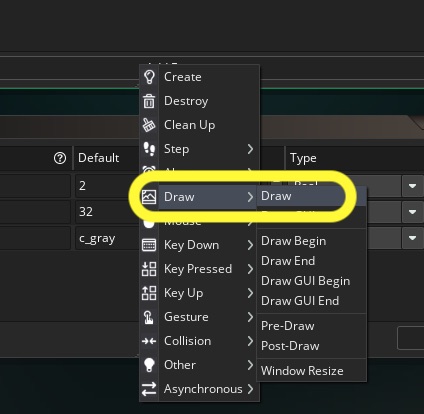 Create
Destroy
Clean Up
Default
Step
Type
2
Draw
Draw
32
c_gray
Key Down
Draw Begin
Draw End
Key Pressed
Draw GUI Begin
Key Up
Draw GUI End
Gesture
Pre-Draw
Collision
Post-Draw
Other
Window Resize
Asynchronous